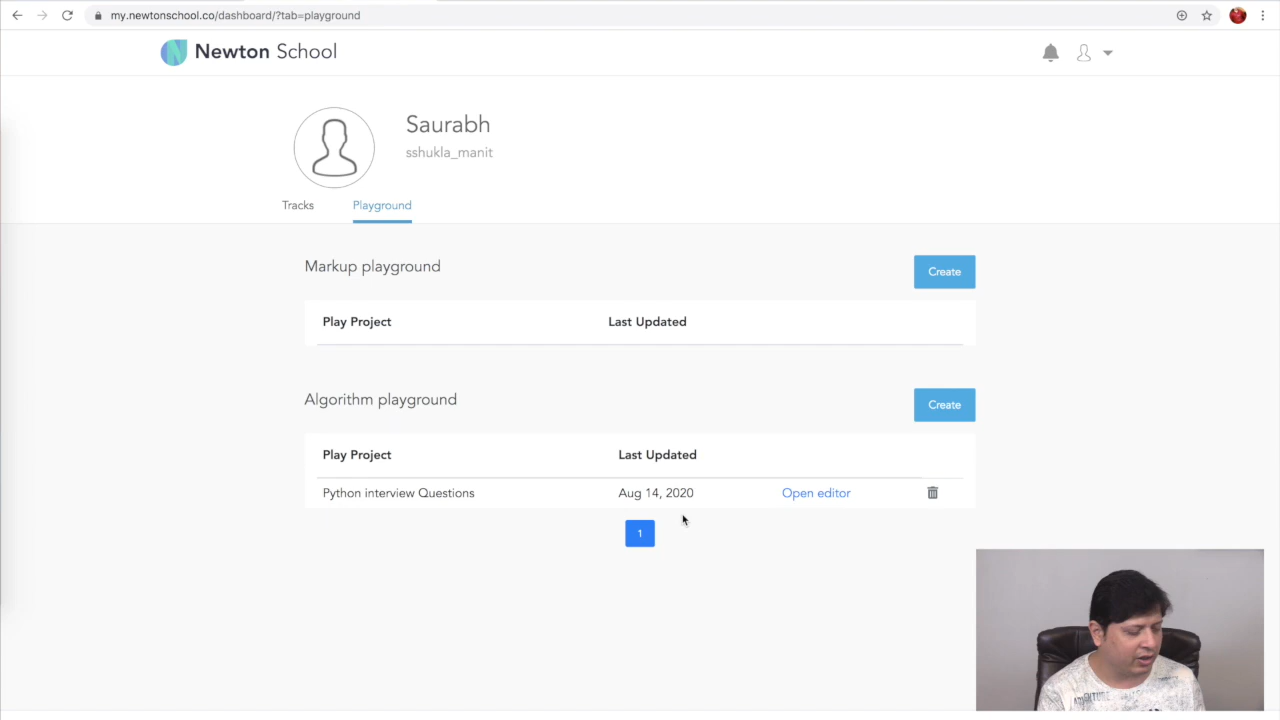 my.newtonschool.co/dashboard/?tab=playground
Newton School
Saurabh
sshukla_manit
Tracks Playground
Markup playground
Create
Play Project Last Updated
Algorithm playground
Create
Play Project Last Updated
Python interview Questions Aug 14, 2020 Open editor
1
ADVENTURE